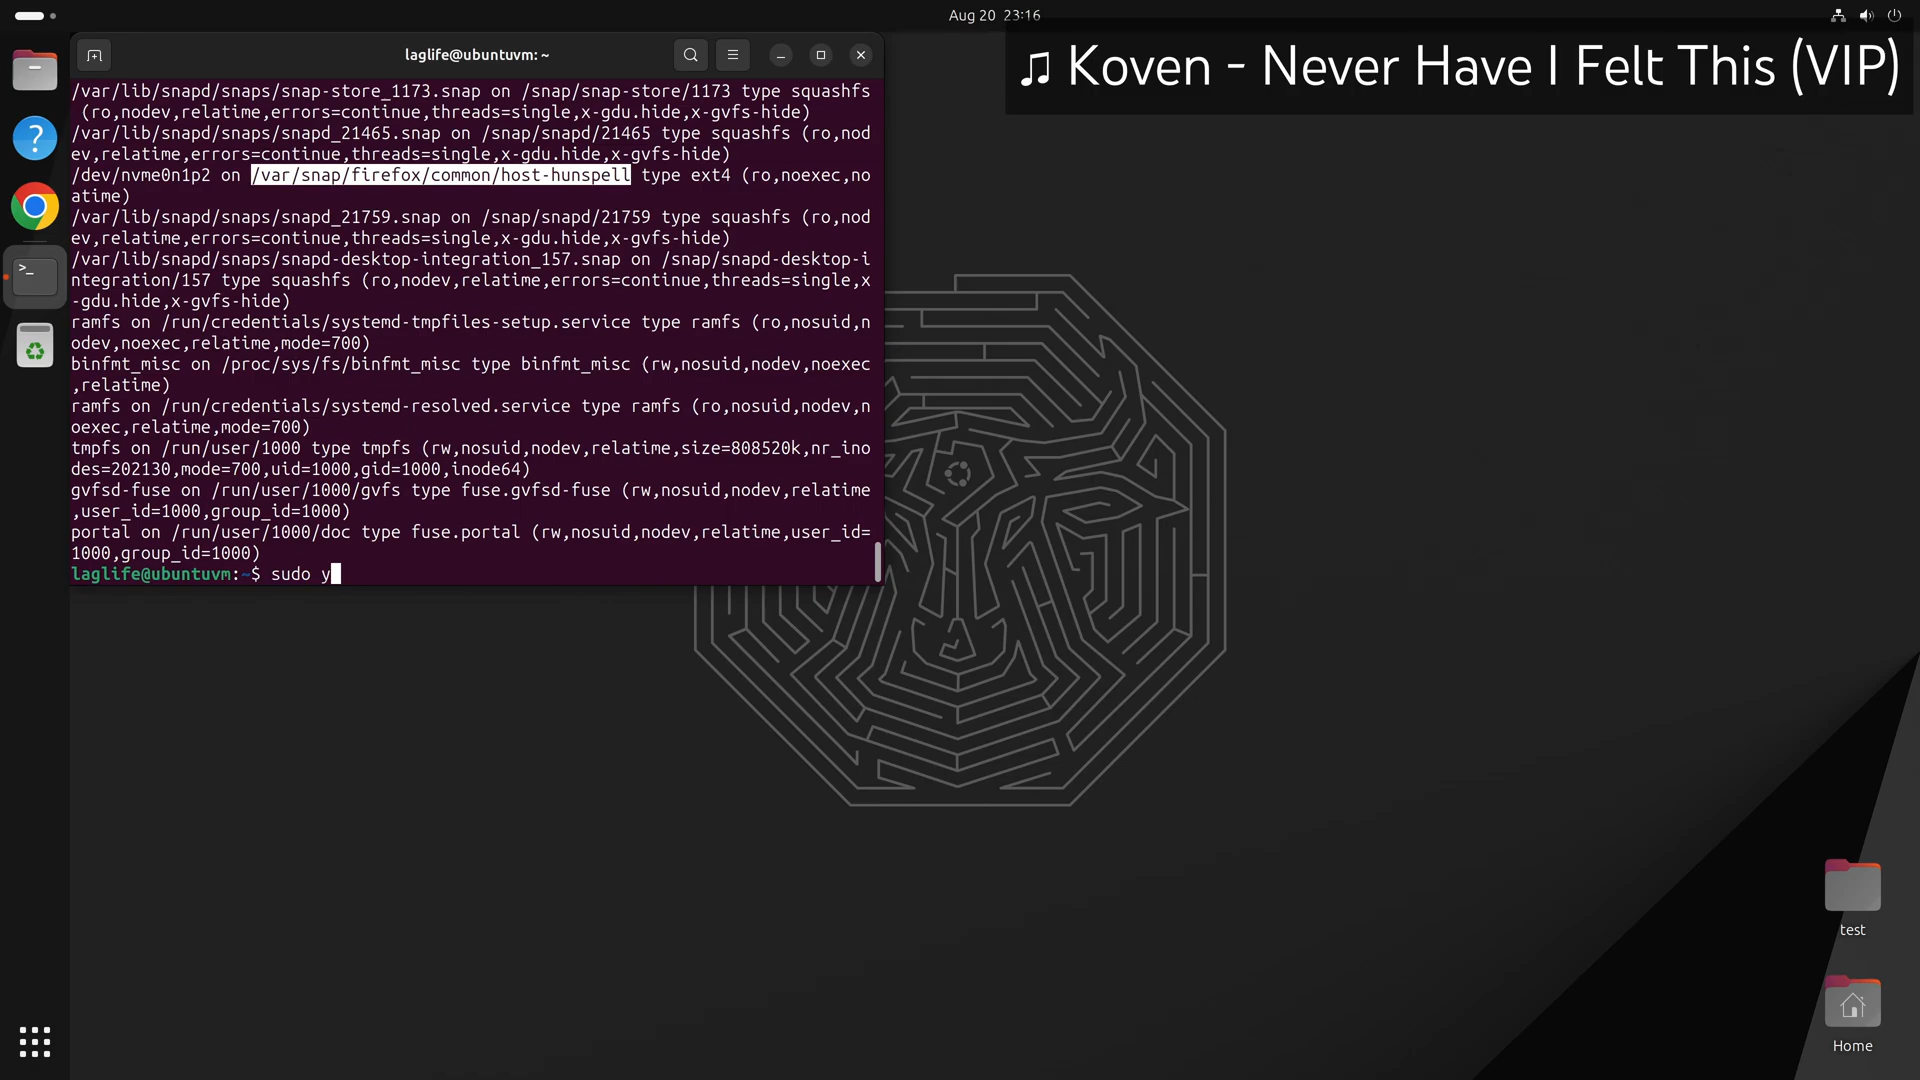 Aug 20 23:16
laglife@ubuntuvm: ~
♫ Koven - Never Have I Felt This (VIP)
/var/lib/snapd/snaps/snap-store_1173.snap on /snap/snap-store/1173 type squashfs
(ro,nodev,relatime,errors=continue,threads=single,x-gdu.hide,x-gvfs-hide)
/var/lib/snapd/snaps/snapd_21465.snap on /snap/snapd/21465 type squashfs (ro,nod
ev,relatime,errors=continue,threads=single,x-gdu.hide,x-gvfs-hide)
/dev/nvme0n1p2 on /var/snap/firefox/common/host-hunspell type ext4 (ro,noexec,no
atime)
/var/lib/snapd/snaps/snapd_21759.snap on /snap/snapd/21759 type squashfs (ro,nod
ev,relatime,errors=continue,threads=single,x-gdu.hide,x-gvfs-hide)
/var/lib/snapd/snaps/snapd-desktop-integration_157.snap on /snap/snapd-desktop-i
ntegration/157 type squashfs (ro,nodev,relatime,errors=continue,threads=single,x
-gdu.hide,x-gvfs-hide)
ramfs on /run/credentials/systemd-tmpfiles-setup.service type ramfs (ro,nosuid,n
odev,noexec,relatime,mode=700)
binfmt_misc on /proc/sys/fs/binfmt_misc type binfmt_misc (rw,nosuid,nodev,noexec
,relatime)
ramfs on /run/credentials/systemd-resolved.service type ramfs (ro,nosuid,nodev,n
oexec,relatime,mode=700)
tmpfs on /run/user/1000 type tmpfs (rw,nosuid,nodev,relatime,size=808520k,nr_ino
des=202130,mode=700,uid=1000,gid=1000,inode64)
gvfsd-fuse on /run/user/1000/gvfs type fuse.gvfsd-fuse (rw,nosuid,nodev,relatime
,user_id=1000,group_id=1000)
portal on /run/user/1000/doc type fuse.portal (rw,nosuid,nodev,relatime,user_id=
1000,group_id=1000)
laglife@ubuntuvm:~$ sudo y
test
Home